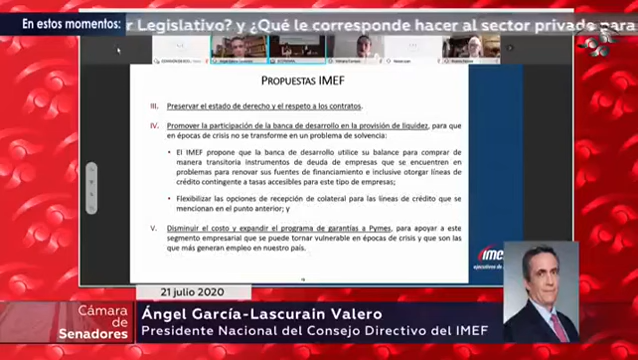 En estos momentos:
r Legislativo? y ¿Qué le corresponde hacer al sector privado para
PROPUESTAS IMEF
III. Preservar el estado de derecho y el respeto a los contratos.
IV. Promover la participación de la banca de desarrollo en la provisión de liquidez, para que
en épocas de crisis no se transforme en un problema de solvencia:
• El IMEF propone que la banca de desarrollo utilice su balance para comprar de
manera transitoria instrumentos de deuda de empresas que se encuentren en
problemas para renovar sus fuentes de financiamiento e inclusive otorgar líneas de
crédito contingente a tasas accesibles para este tipo de empresas;
• Flexibilizar las opciones de recepción de colateral para las líneas de crédito que se
mencionan en el punto anterior; y
V. Disminuir el costo y expandir el programa de garantías a Pymes, para apoyar a este
segmento empresarial que se puede tornar vulnerable en épocas de crisis y que son las
que más generan empleo en nuestro país.
21 julio 2020
Cámara
de
Senadores
Ángel García-Lascurain Valero
Presidente Nacional del Consejo Directivo del IMEF